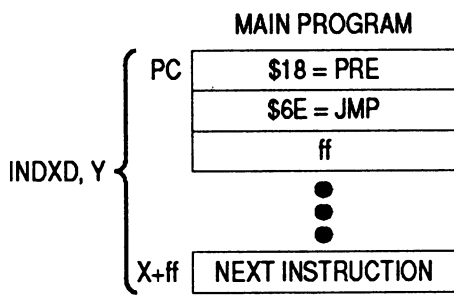 MAIN PROGRAM
PC $18 = PRE
$6E = JMP
ff
INDXD, Y
X+ff NEXT INSTRUCTION